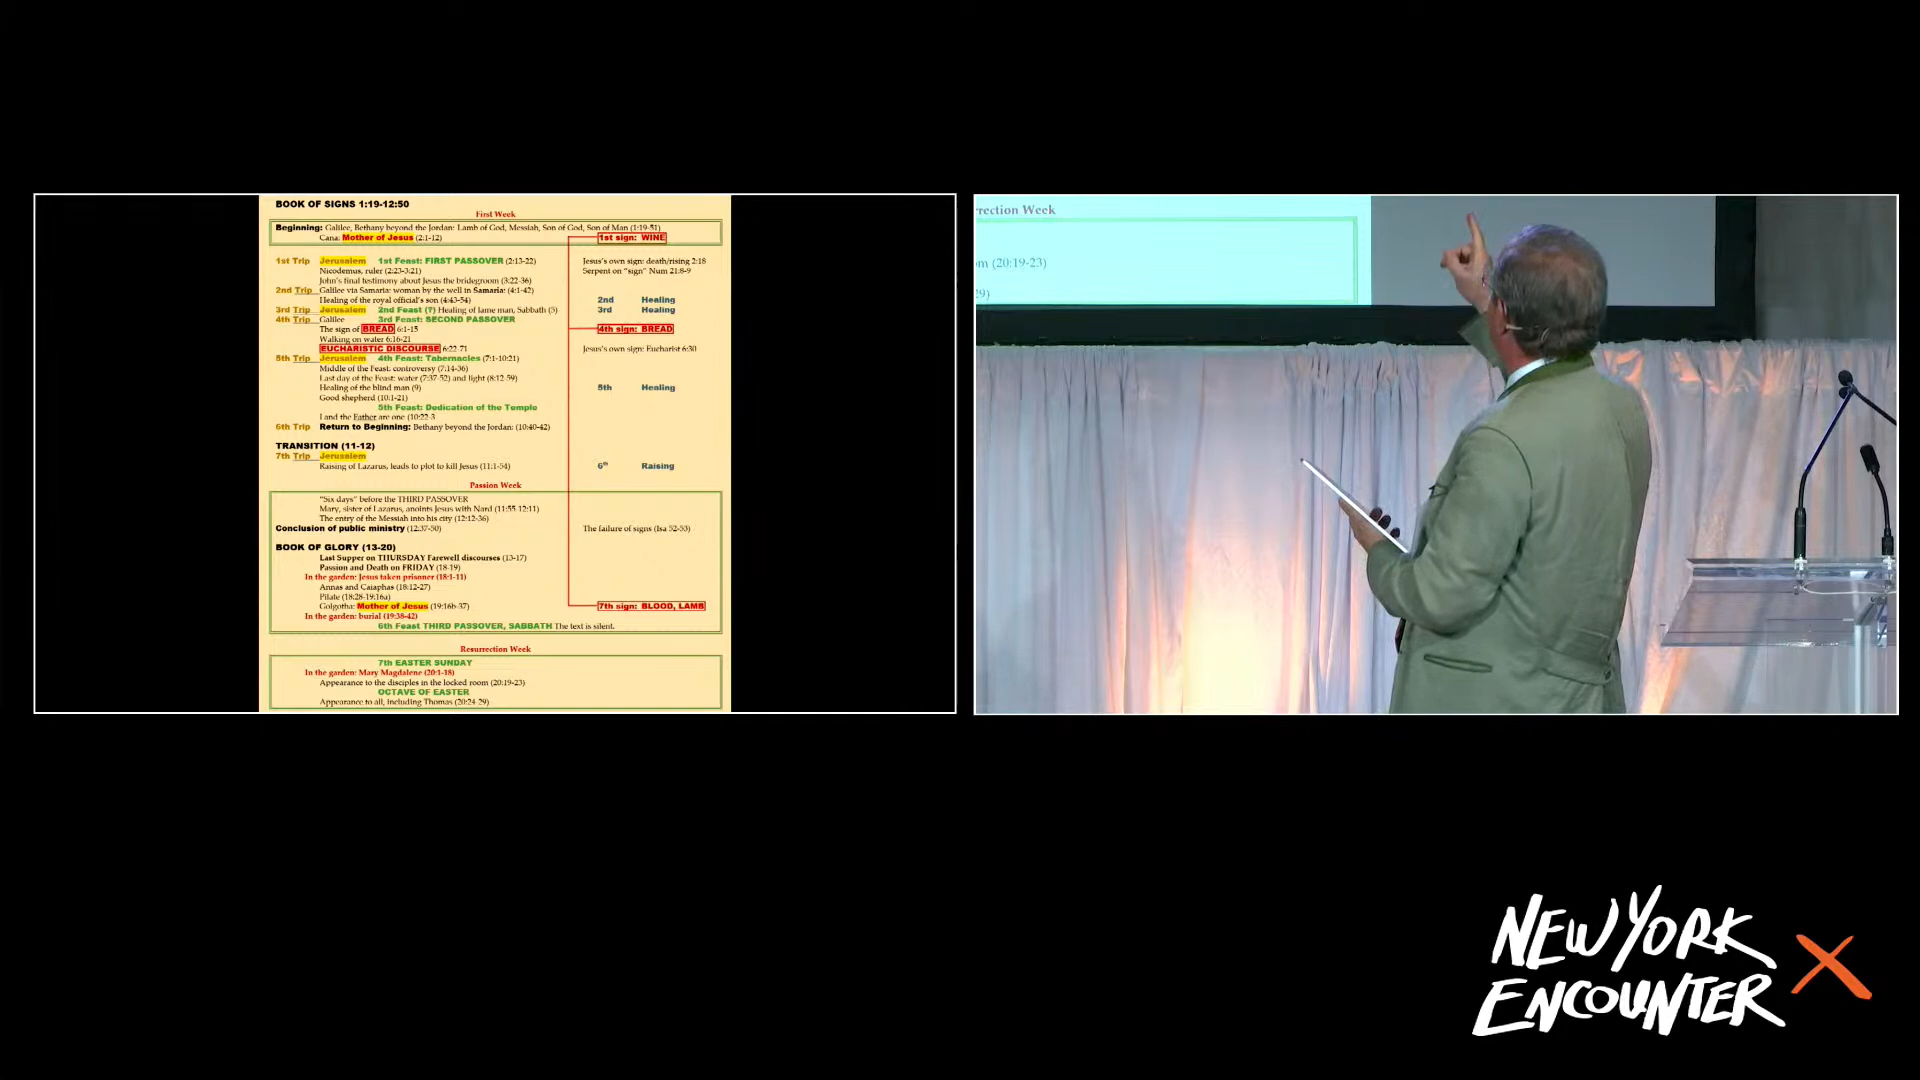 BOOK OF SIGNS 1:19-12:50
First Week
Beginning: Galilee, Bethany beyond the Jordan: Lamb of God, Messiah, Son of God, Son of Man (1:19-51)
Cana: Mother of Jesus (2:1-12) 1st sign: WINE
1st Trip Jerusalem 1st Feast: FIRST PASSOVER (2:13-22) Jesus's own sign: death/rising 2:18
Nicodemus, ruler (2:23-3:21) Serpent on "sign" Num 21:8-9
John's final testimony about Jesus the bridegroom (3:22-36)
2nd Trip Galilee via Samaria: woman by the well in Samaria: (4:1-42)
Healing of the royal official's son (4:43-54) 2nd Healing
3rd Trip Jerusalem 2nd Feast (?) Healing of lame man, Sabbath (5) 3rd Healing
4th Trip Galilee 3rd Feast: SECOND PASSOVER
The sign of BREAD 6:1-15 4th sign: BREAD
Walking on water 6:16-21
EUCHARISTIC DISCOURSE 6:22-71 Jesus's own sign: Eucharist 6:30
5th Trip Jerusalem 4th Feast: Tabernacles (7:1-10:21)
Middle of the Feast: controversy (7:14-36)
Last day of the Feast: water (7:37-52) and light (8:12-59)
Healing of the blind man (9) 5th Healing
Good shepherd (10:1-21)
5th Feast: Dedication of the Temple
I and the Father are one (10:22-3
6th Trip Return to Beginning: Bethany beyond the Jordan: (10:40-42)
TRANSITION (11-12)
7th Trip Jerusalem
Raising of Lazarus, leads to plot to kill Jesus (11:1-54) 6th Raising
Passion Week
"Six days" before the THIRD PASSOVER
Mary, sister of Lazarus, anoints Jesus with Nard (11:55-12:11)
The entry of the Messiah into his city (12:12-36)
Conclusion of public ministry (12:37-50) The failure of signs (Isa 52-53)
BOOK OF GLORY (13-20)
Last Supper on THURSDAY Farewell discourses (13-17)
Passion and Death on FRIDAY (18-19)
In the garden: Jesus taken prisoner (18:1-11)
Annas and Caiaphas (18:12-27)
Pilate (18:28-19:16a)
Golgotha: Mother of Jesus (19:16b-37) 7th sign: BLOOD, LAMB
In the garden: burial (19:38-42)
6th Feast THIRD PASSOVER, SABBATH The text is silent.
Resurrection Week
7th EASTER SUNDAY
In the garden: Mary Magdalene (20:1-18)
Appearance to the disciples in the locked room (20:19-23)
OCTAVE OF EASTER
Appearance to all, including Thomas (20:24-29)
rrection Week
m (20:19-23)
29)
NEW YORK
ENCOUNTER